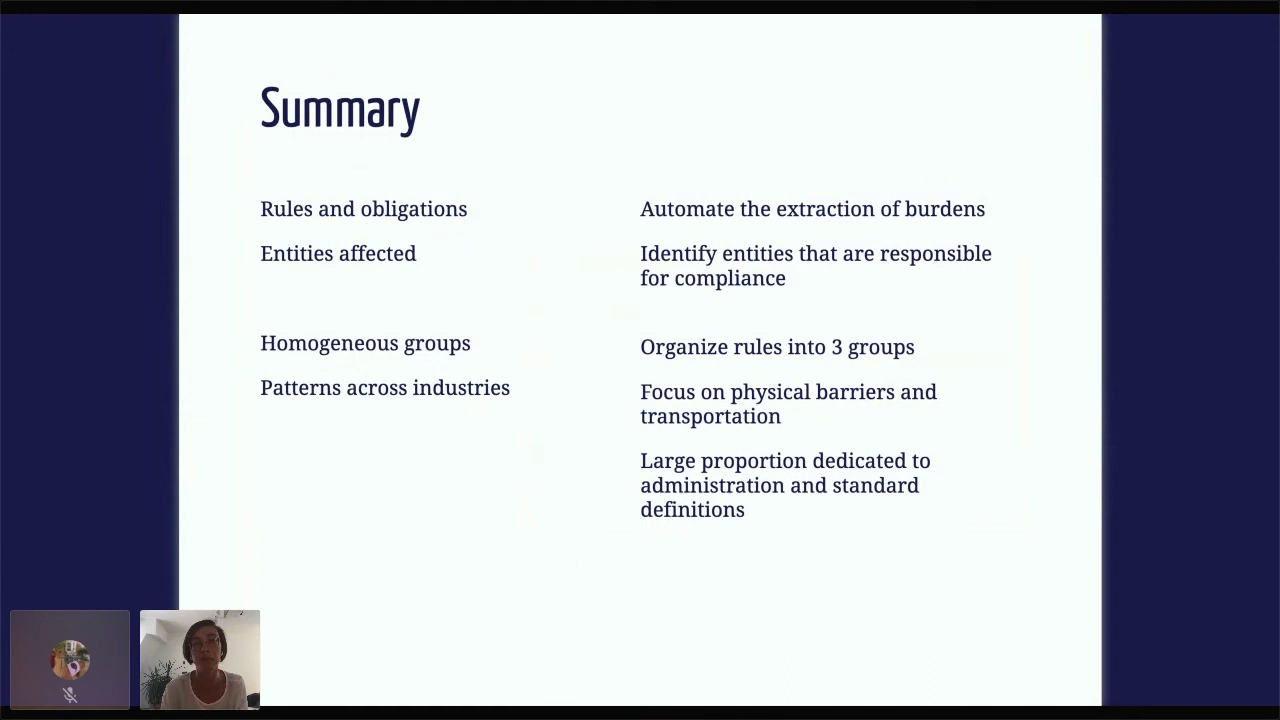 Summary
Rules and obligations
Entities affected
Homogeneous groups
Patterns across industries
Automate the extraction of burdens
Identify entities that are responsible
for compliance
Organize rules into 3 groups
Focus on physical barriers and
transportation
Large proportion dedicated to
administration and standard
definitions